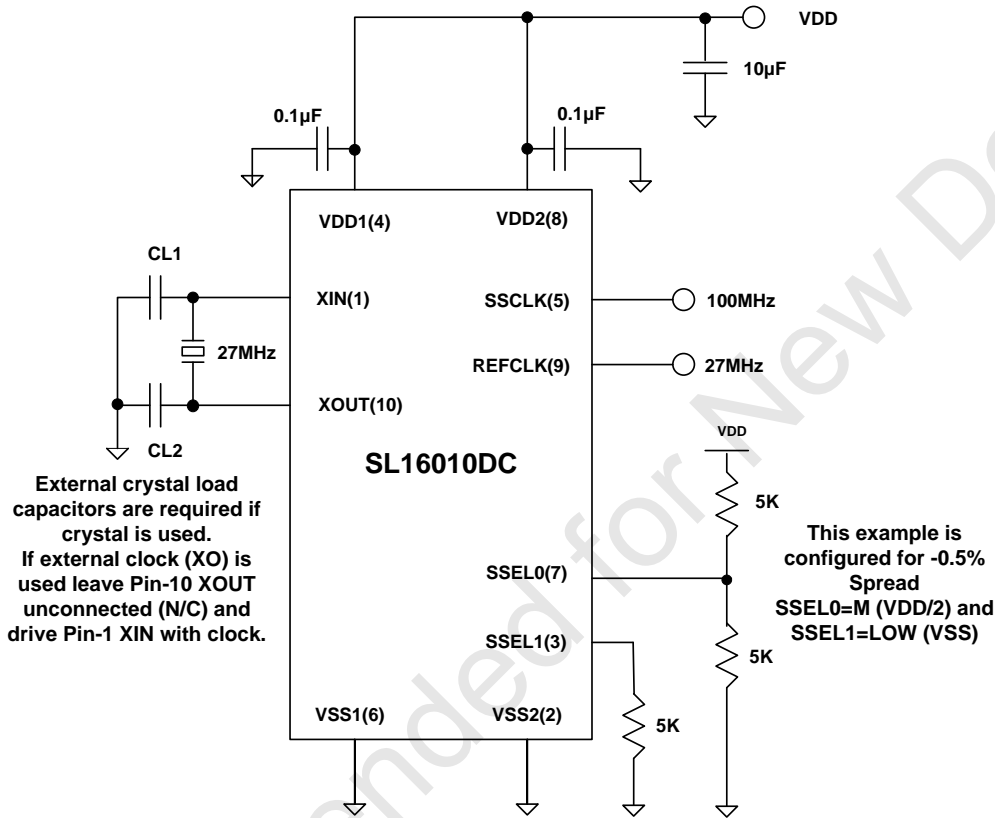 VDD
10µF
0.1µF
0.1µF
VDD1(4)
VDD2(8)
CL1
XIN(1)
SSCLK(5)
100MHz
27MHz
REFCLK(9)
27MHz
XOUT(10)
CL2
SL16010DC
VDD
5K
External crystal load
capacitors are required if
crystal is used.
If external clock (XO) is
used leave Pin-10 XOUT
unconnected (N/C) and
drive Pin-1 XIN with clock.
This example is
configured for -0.5%
Spread
SSEL0=M (VDD/2) and
SSEL1=LOW (VSS)
SSEL0(7)
SSEL1(3)
5K
5K
VSS1(6)
VSS2(2)
ended for New De